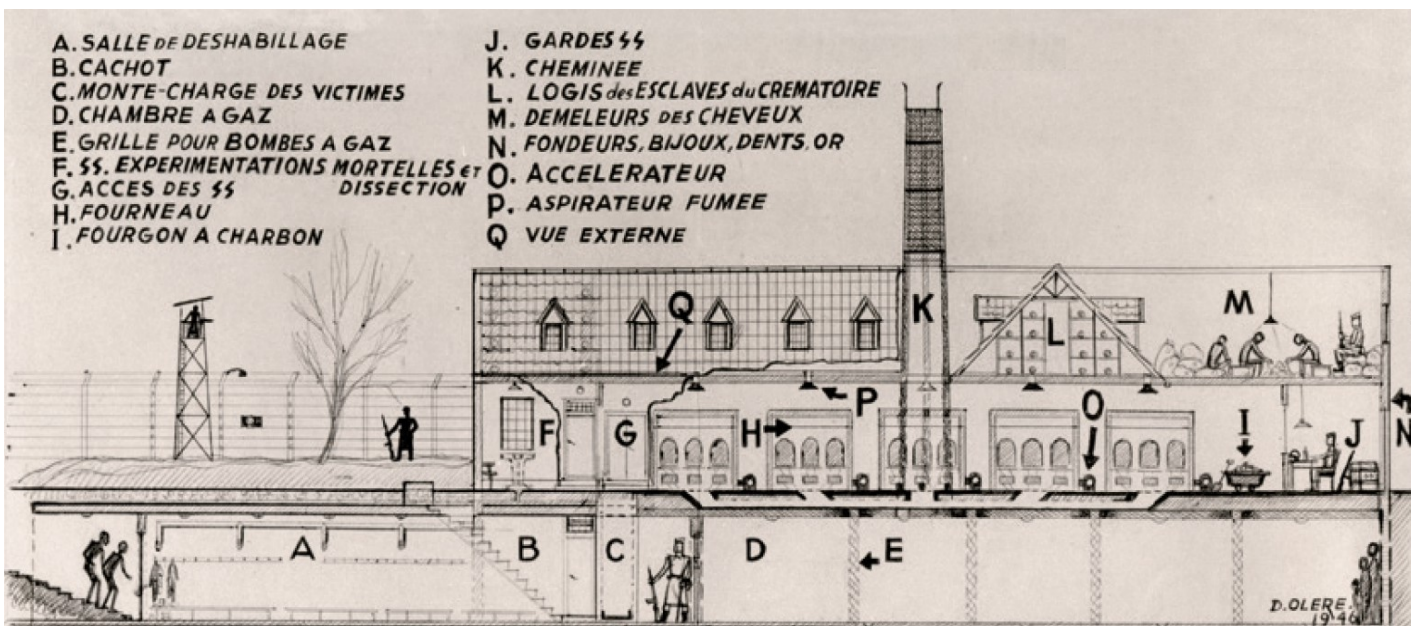 A. SALLE DE DESHABILLAGE
B. CACHOT
C. MONTE-CHARGE DES VICTIMES
D. CHAMBRE A GAZ
E. GRILLE POUR BOMBES A GAZ
F. SS. EXPERIMENTATIONS MORTELLES ET
DISSECTION
G. ACCES DES SS
H. FOURNEAU
I. FOURGON A CHARBON
J. GARDES SS
K. CHEMINEE
L. LOGIS des ESCLAVES du CREMATOIRE
M. DEMELEURS DES CHEVEUX
N. FONDEURS, BIJOUX, DENTS, OR
O. ACCELERATEUR
P. ASPIRATEUR FUMEE
Q VUE EXTERNE
Q
K
L
M
P
F
G
H
O
I
J
N
A
B
C
D
E
D. OLERE.
1946